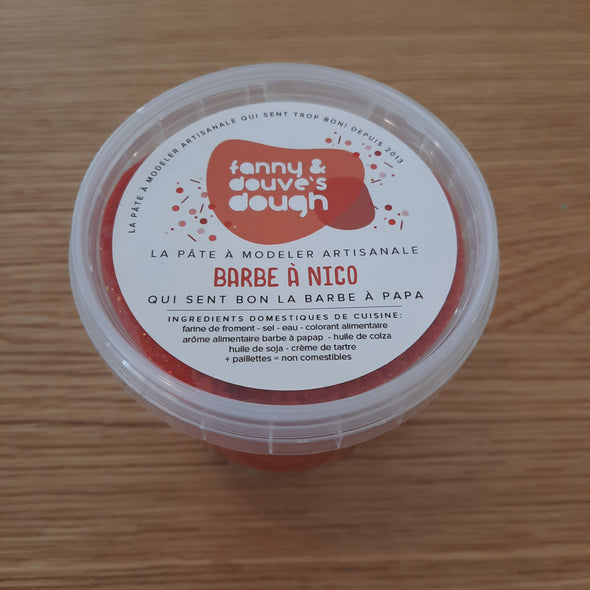 LA PÂTE À MODELER ARTISANALE QUI SENT TROP BON! DEPUIS 2013
fanny &
douve's
dough
LA PÂTE À MODELER ARTISANALE
BARBE À NICO
QUI SENT BON LA BARBE À PAPA
INGREDIENTS DOMESTIQUES DE CUISINE:
farine de froment - sel - eau - colorant alimentaire
arôme alimentaire barbe à papap - huile de colza
huile de soja - crème de tartre
+ paillettes = non comestibles